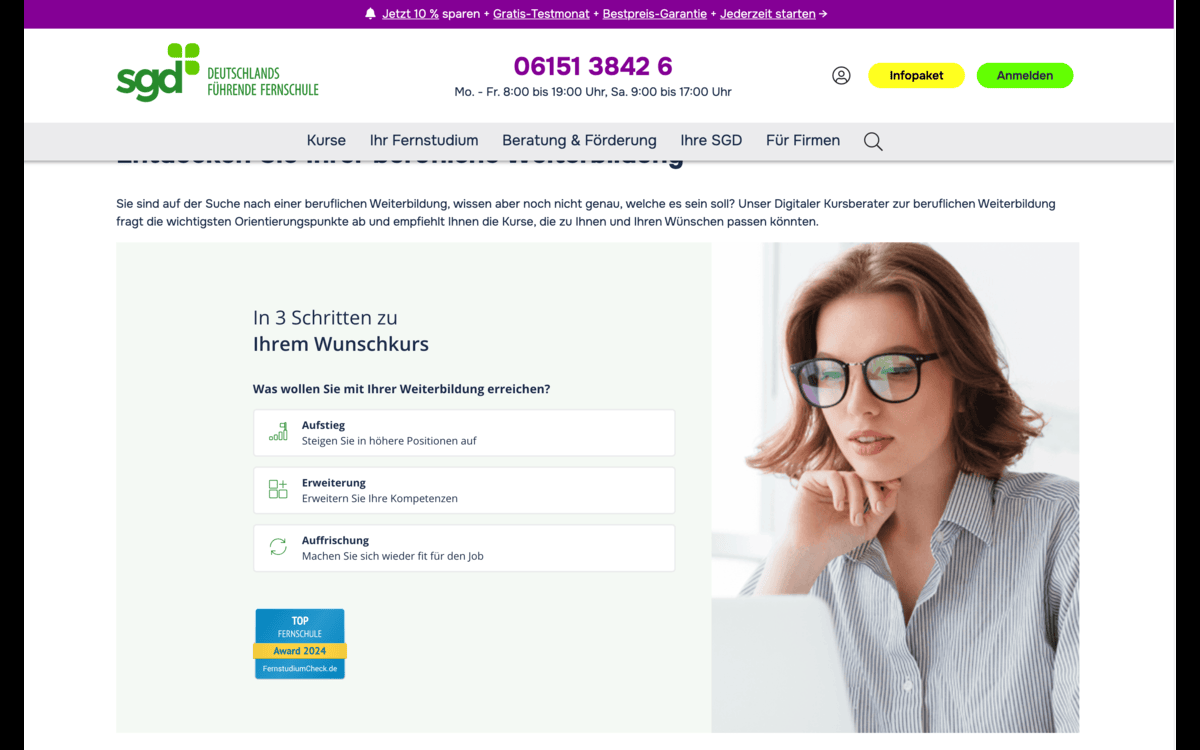 Jetzt 10 % sparen + Gratis-Testmonat + Bestpreis-Garantie + Jederzeit starten →
sgd DEUTSCHLANDS
FÜHRENDE FERNSCHULE
06151 3842 6
Mo. - Fr. 8:00 bis 19:00 Uhr, Sa. 9:00 bis 17:00 Uhr
Infopaket
Anmelden
Kurse Ihr Fernstudium Beratung & Förderung Ihre SGD Für Firmen
Entdecken Sie Ihrer berufliche Weiterbildung
Sie sind auf der Suche nach einer beruflichen Weiterbildung, wissen aber noch nicht genau, welche es sein soll? Unser Digitaler Kursberater zur beruflichen Weiterbildung
fragt die wichtigsten Orientierungspunkte ab und empfiehlt Ihnen die Kurse, die zu Ihnen und Ihren Wünschen passen könnten.
In 3 Schritten zu
Ihrem Wunschkurs
Was wollen Sie mit Ihrer Weiterbildung erreichen?
Aufstieg
Steigen Sie in höhere Positionen auf
Erweiterung
Erweitern Sie Ihre Kompetenzen
Auffrischung
Machen Sie sich wieder fit für den Job
TOP
FERNSCHULE
Award 2024
FernstudiumCheck.de